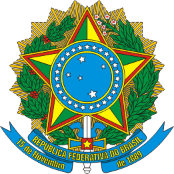 REPÚBLICA FEDERATIVA DO BRASIL
15 de Novembro
de 1889